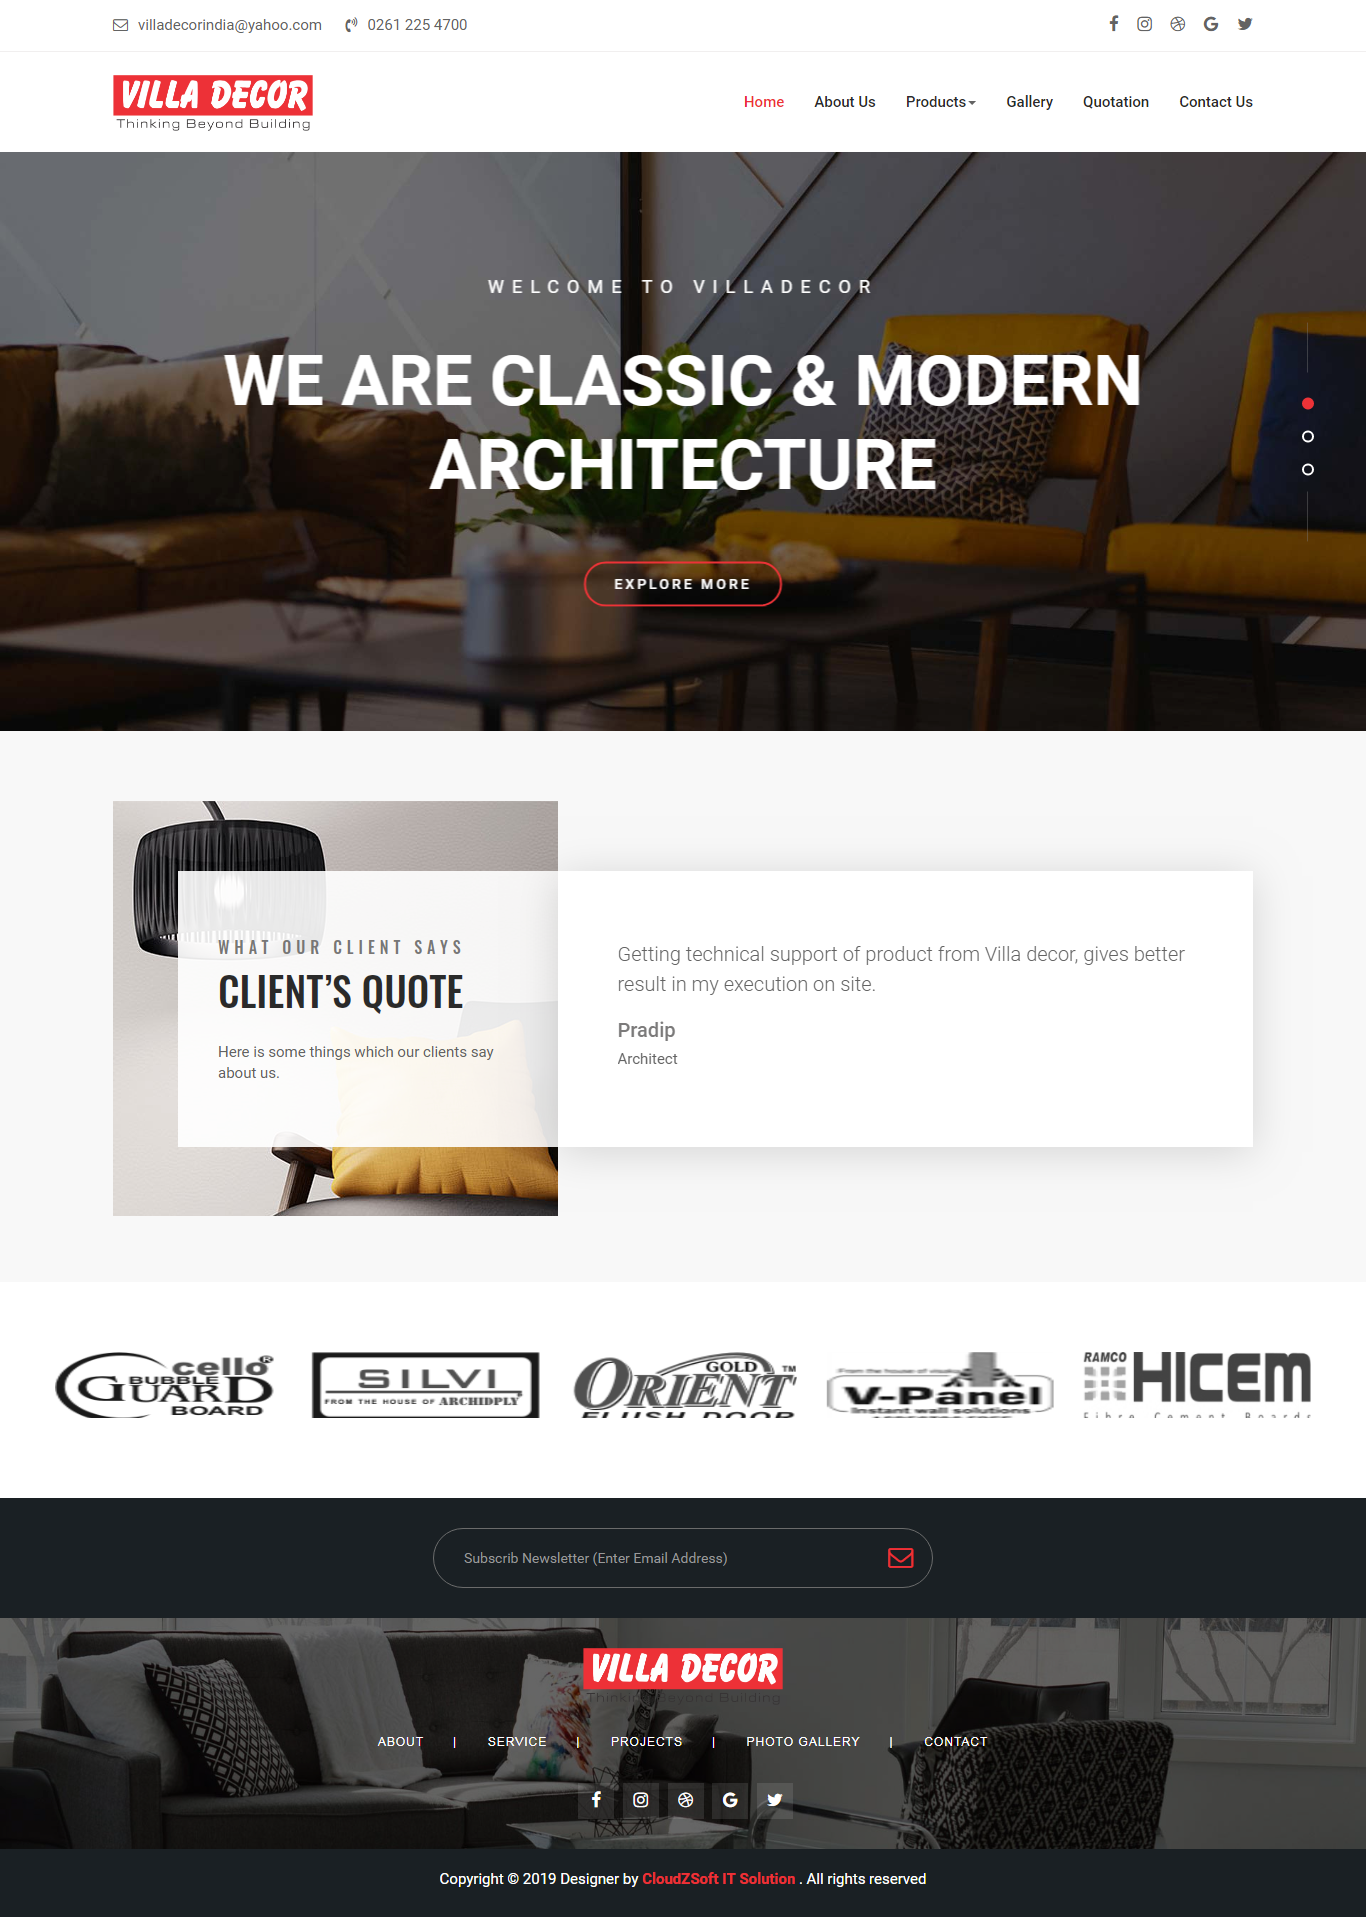 villadecorindia@yahoo.com 0261 225 4700
VILLA DECOR
Thinking Beyond Building
Home About Us Products Gallery Quotation Contact Us
WELCOME TO VILLADECOR
WE ARE CLASSIC & MODERN
ARCHITECTURE
EXPLORE MORE
WHAT OUR CLIENT SAYS
CLIENT'S QUOTE
Here is some things which our clients say
about us.
Getting technical support of product from Villa decor, gives better
result in my execution on site.
Pradip
Architect
cello®
BUBBLE
GUARD
BOARD
SILVI
FROM THE HOUSE OF ARCHIDPLY
GOLD
ORIENT™
FLUSH DOOR
V-Panel
Instant wall solutions
RAMCO HICEM
Fibre Cement Boards
Subscrib Newsletter (Enter Email Address)
VILLA DECOR
Thinking Beyond Building
ABOUT | SERVICE | PROJECTS | PHOTO GALLERY | CONTACT
Copyright © 2019 Designer by CloudZSoft IT Solution . All rights reserved